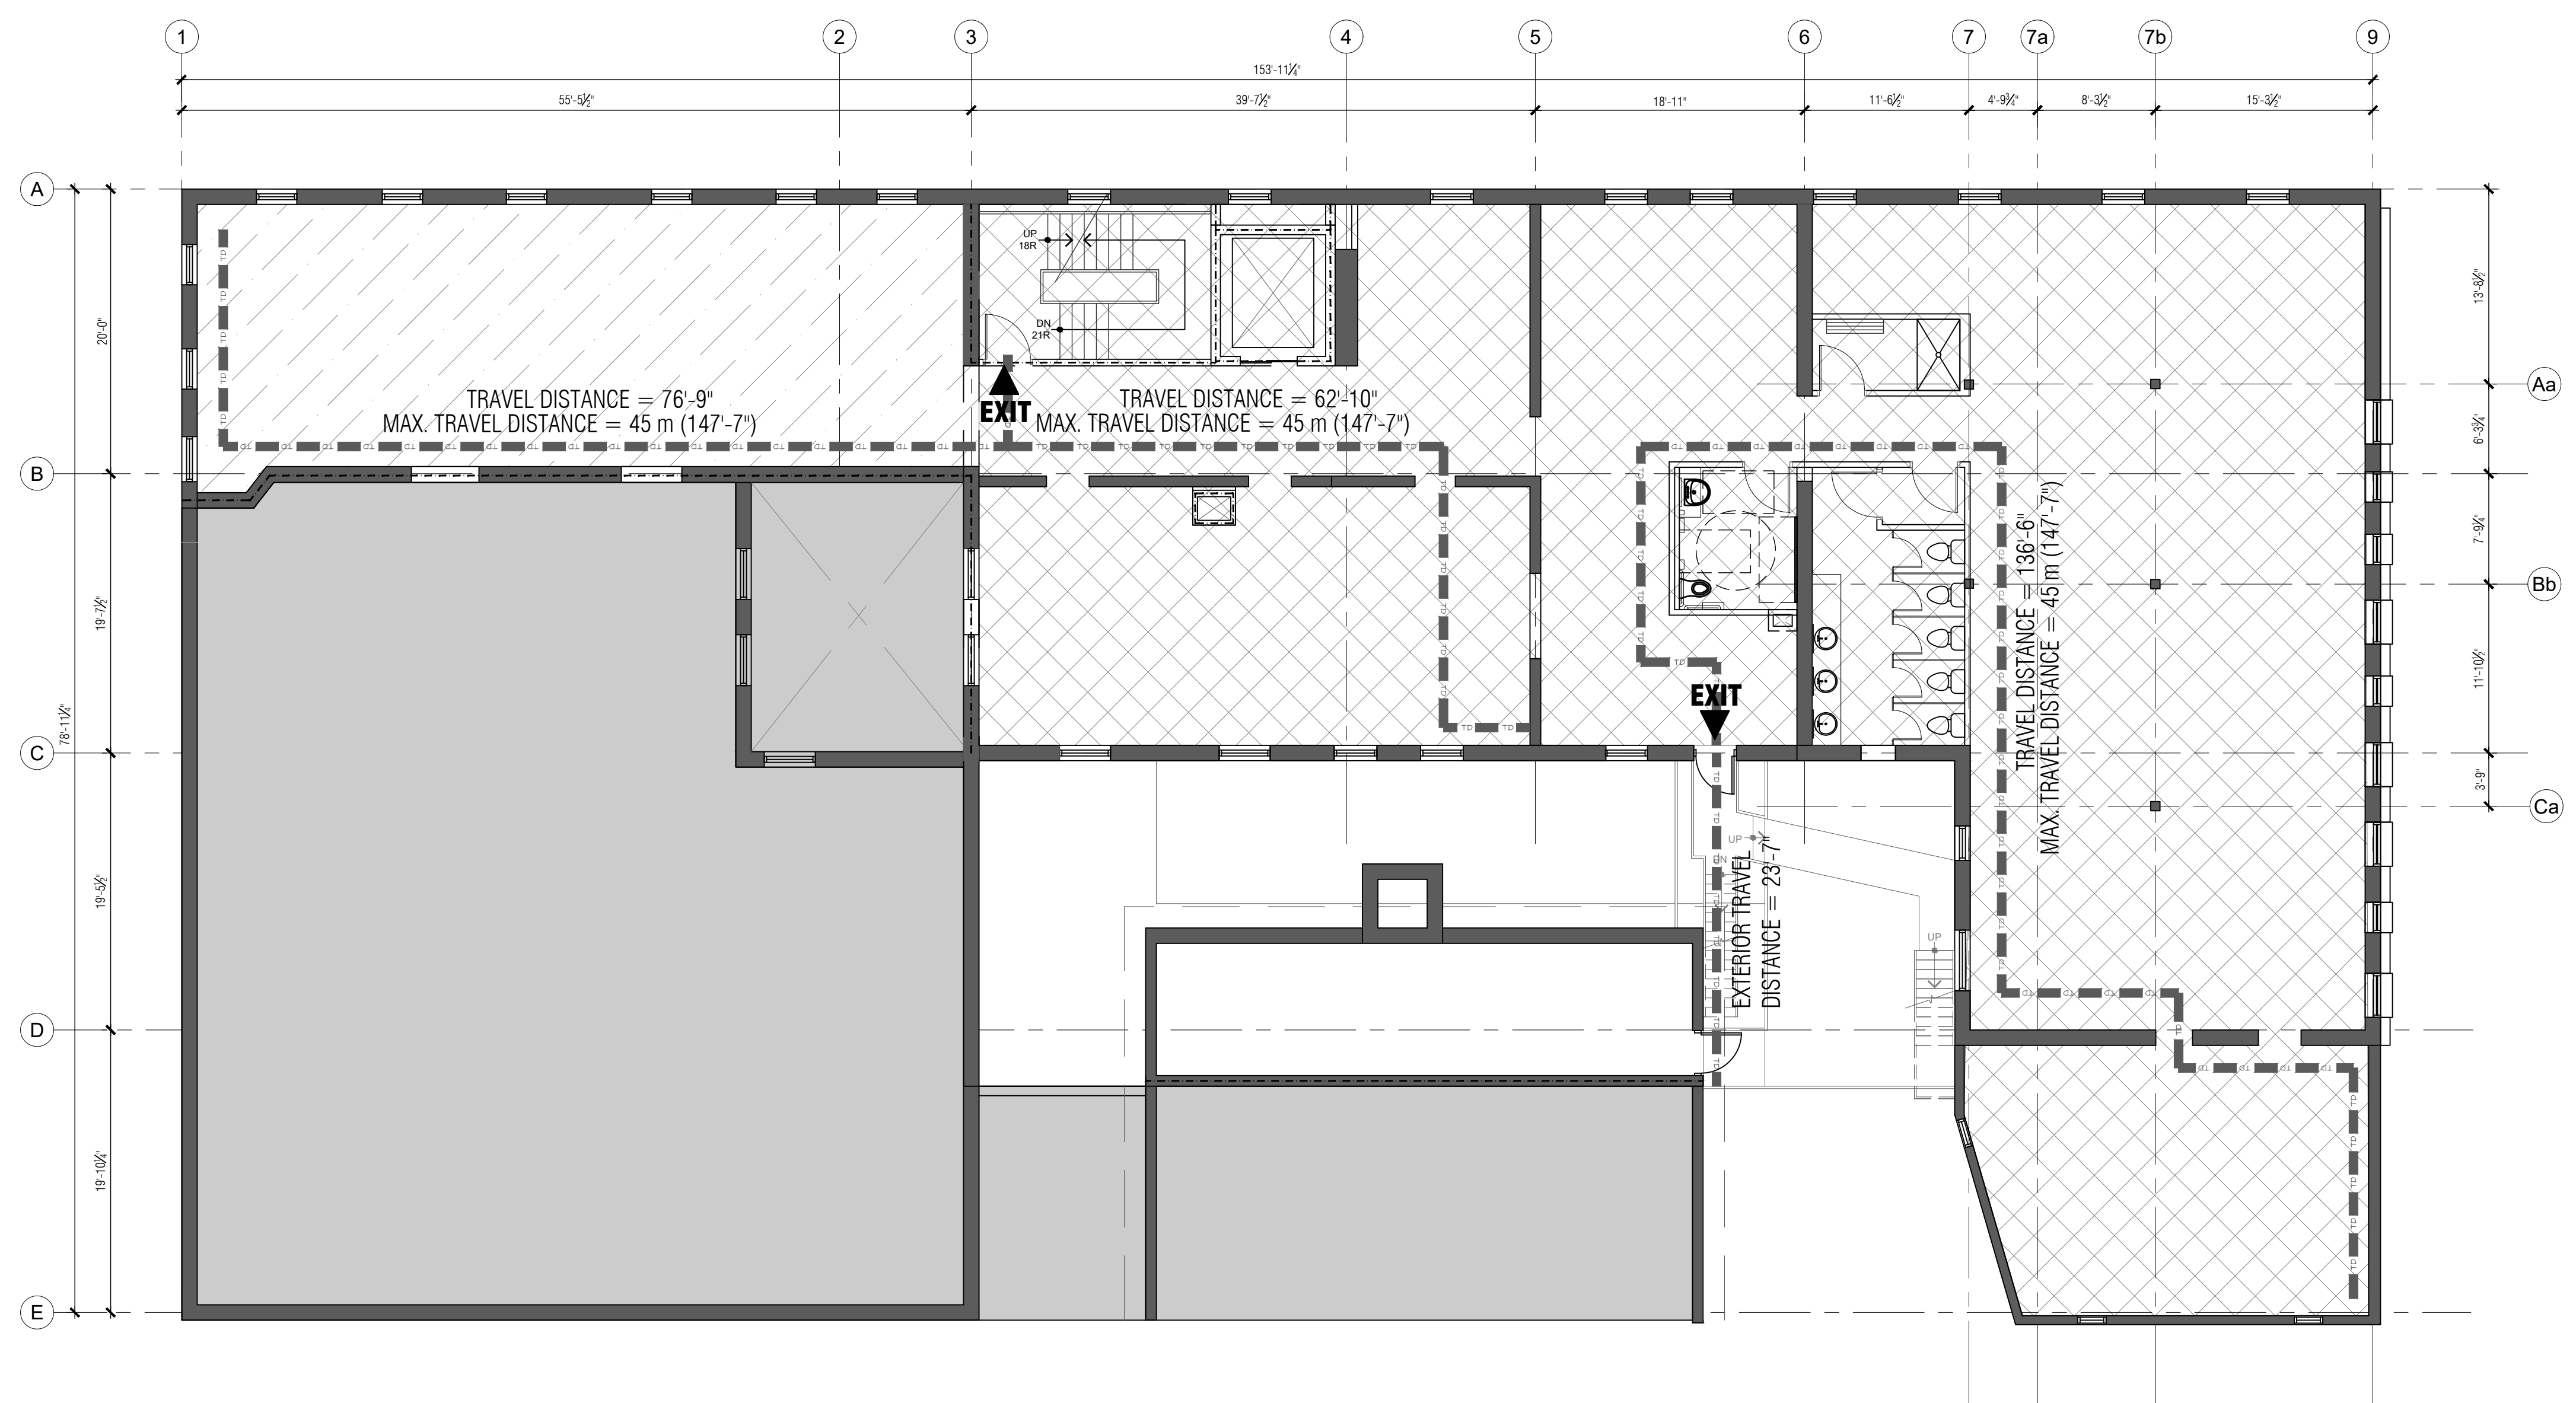 1 2 3 4 5 6 7 7a 7b 9
153'-11¼"
55'-5½" 39'-7½" 18'-11" 11'-6½" 4'-9¾" 8'-3½" 15'-3½"
A
B
C
D
E
20'-0"
19'-7½"
19'-5½"
19'-10¼"
78'-11¼"
UP
18R
DN
21R
TRAVEL DISTANCE = 76'-9"
MAX. TRAVEL DISTANCE = 45 m (147'-7")
EXIT
TRAVEL DISTANCE = 62'-10"
MAX. TRAVEL DISTANCE = 45 m (147'-7")
EXIT
TRAVEL DISTANCE = 136'-6"
MAX. TRAVEL DISTANCE = 45 m (147'-7")
UP
DN
EXTERIOR TRAVEL
DISTANCE = 23'-7"
UP
TD
13'-8½"
6'-3¾"
7'-9¼"
11'-10½"
3'-9"
Aa
Bb
Ca